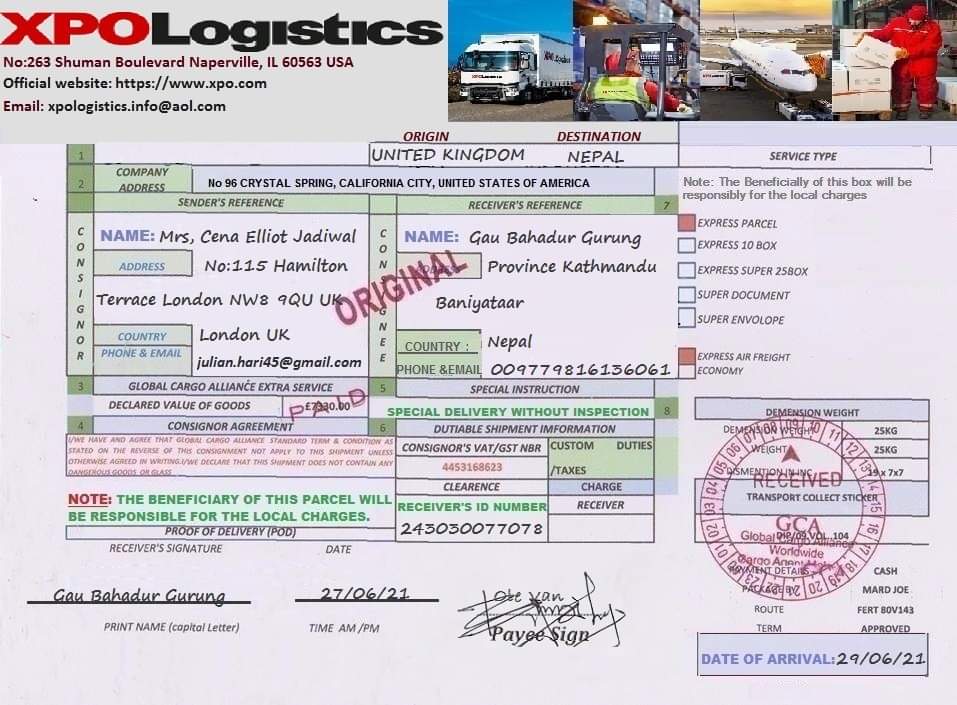 XPOLogistics
No:263 Shuman Boulevard Naperville, IL 60563 USA
Official website: https://www.xpo.com
Email: xpologistics.info@aol.com
ORIGIN DESTINATION
1 UNITED KINGDOM NEPAL SERVICE TYPE
2 COMPANY ADDRESS No 96 CRYSTAL SPRING, CALIFORNIA CITY, UNITED STATES OF AMERICA
Note: The Beneficially of this box will be
responsibly for the local charges
SENDER'S REFERENCE RECEIVER'S REFERENCE 7
CONSIGNOR
NAME: Mrs, Cena Elliot Jadiwal
ADDRESS No:115 Hamilton
Terrace London NW8 9QU UK
COUNTRY London UK
PHONE & EMAIL julian.hari45@gmail.com
NAME: Gau Bahadur Gurung
Province Kathmandu
Baniyataar
COUNTRY : Nepal
PHONE &EMAIL 009779816136061
ORIGINAL
EXPRESS PARCEL
EXPRESS 10 BOX
EXPRESS SUPER 25BOX
SUPER DOCUMENT
SUPER ENVOLOPE
EXPRESS AIR FREIGHT
ECONOMY
3 GLOBAL CARGO ALLIANCE EXTRA SERVICE 5 SPECIAL INSTRUCTION
DECLARED VALUE OF GOODS £7330.00
PAID
SPECIAL DELIVERY WITHOUT INSPECTION 8
4 CONSIGNOR AGREEMENT 6 DUTIABLE SHIPMENT IMFORMATION
I/WE HAVE AND AGREE THAT GLOBAL CARGO ALLIANCE STANDARD TERM & CONDITION AS
STATED ON THE REVERSE OF THIS CONSIGNMENT NOT APPLY TO THIS SHIPMENT UNLESS
OTHERWISE AGREED IN WRITING.I/WE DECLARE THAT THIS SHIPMENT DOES NOT CONTAIN ANY
DANGEROUS GOODS OR GLASS
CONSIGNOR'S VAT/GST NBR CUSTOM DUTIES
4453168623 /TAXES
CLEARENCE CHARGE
RECEIVER'S ID NUMBER RECEIVER
243030077078
NOTE: THE BENEFICIARY OF THIS PARCEL WILL
BE RESPONSIBLE FOR THE LOCAL CHARGES.
PROOF OF DELIVERY (POD)
RECEIVER'S SIGNATURE DATE
Gau Bahadur Gurung 27/06/21
PRINT NAME (capital Letter) TIME AM /PM
Payee Sign
DEMENSION WEIGHT
DEMENSION WEIGHT 25KG
WEIGHT 25KG
DISMENTION IN INC 19 x 7x7
RECEIVED
TRANSPORT COLLECT STICKER
GCA
Global Cargo Alliance
DIP/09.VOL..104
Worldwide
Cargo Agent
PAYMENT DETAILS CASH
PACKAGE BY MARD JOE
ROUTE FERT 80V143
TERM APPROVED
DATE OF ARRIVAL:29/06/21